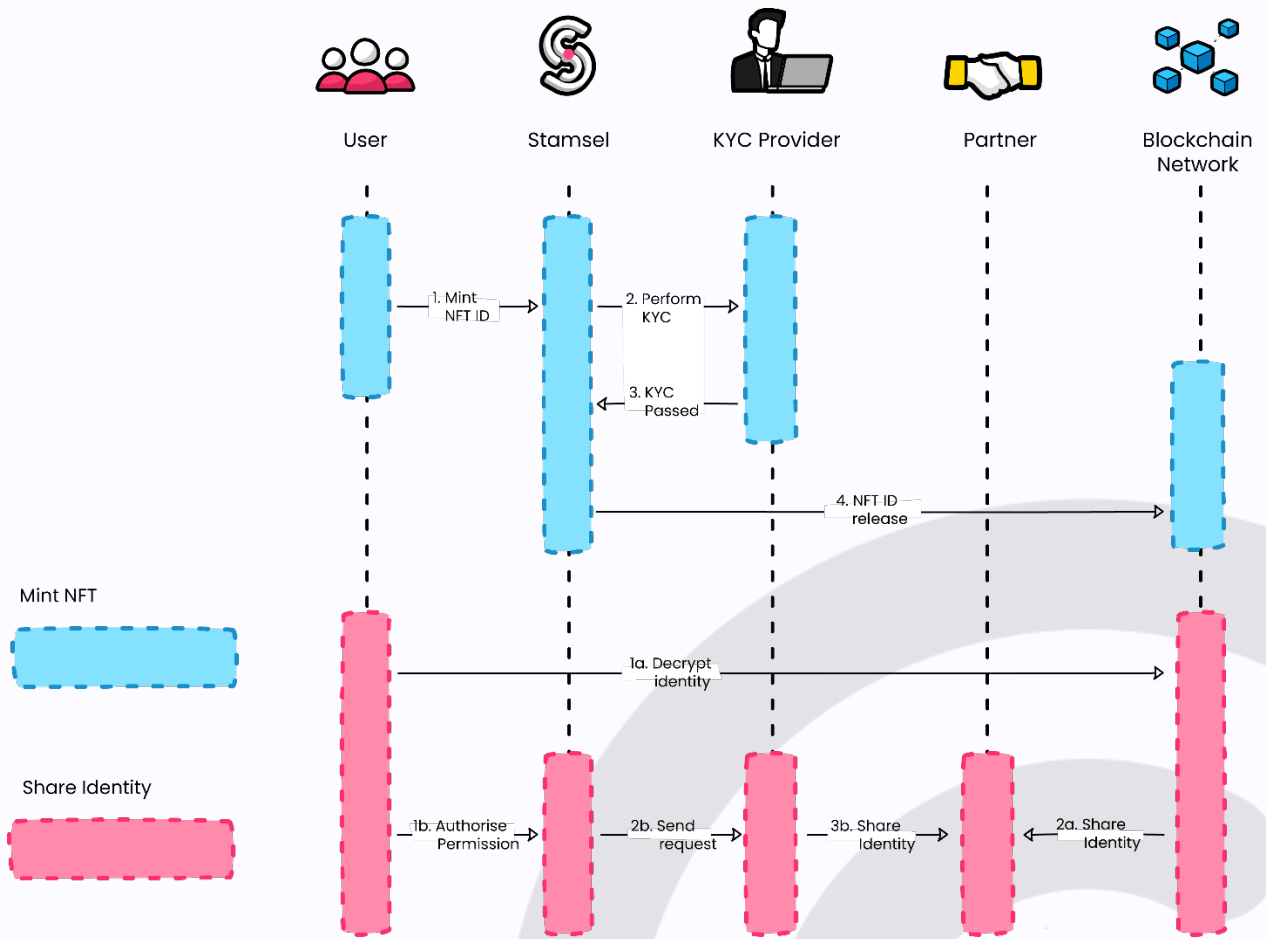 User
Stamsel
KYC Provider
Partner
Blockchain
Network
1. Mint
NFT ID
2. Perform
KYC
3. KYC
Passed
4. NFT ID
release
Mint NFT
1a. Decrypt
identity
Share Identity
1b. Authorise
Permission
2b. Send
request
3b. Share
Identity
2a. Share
Identity